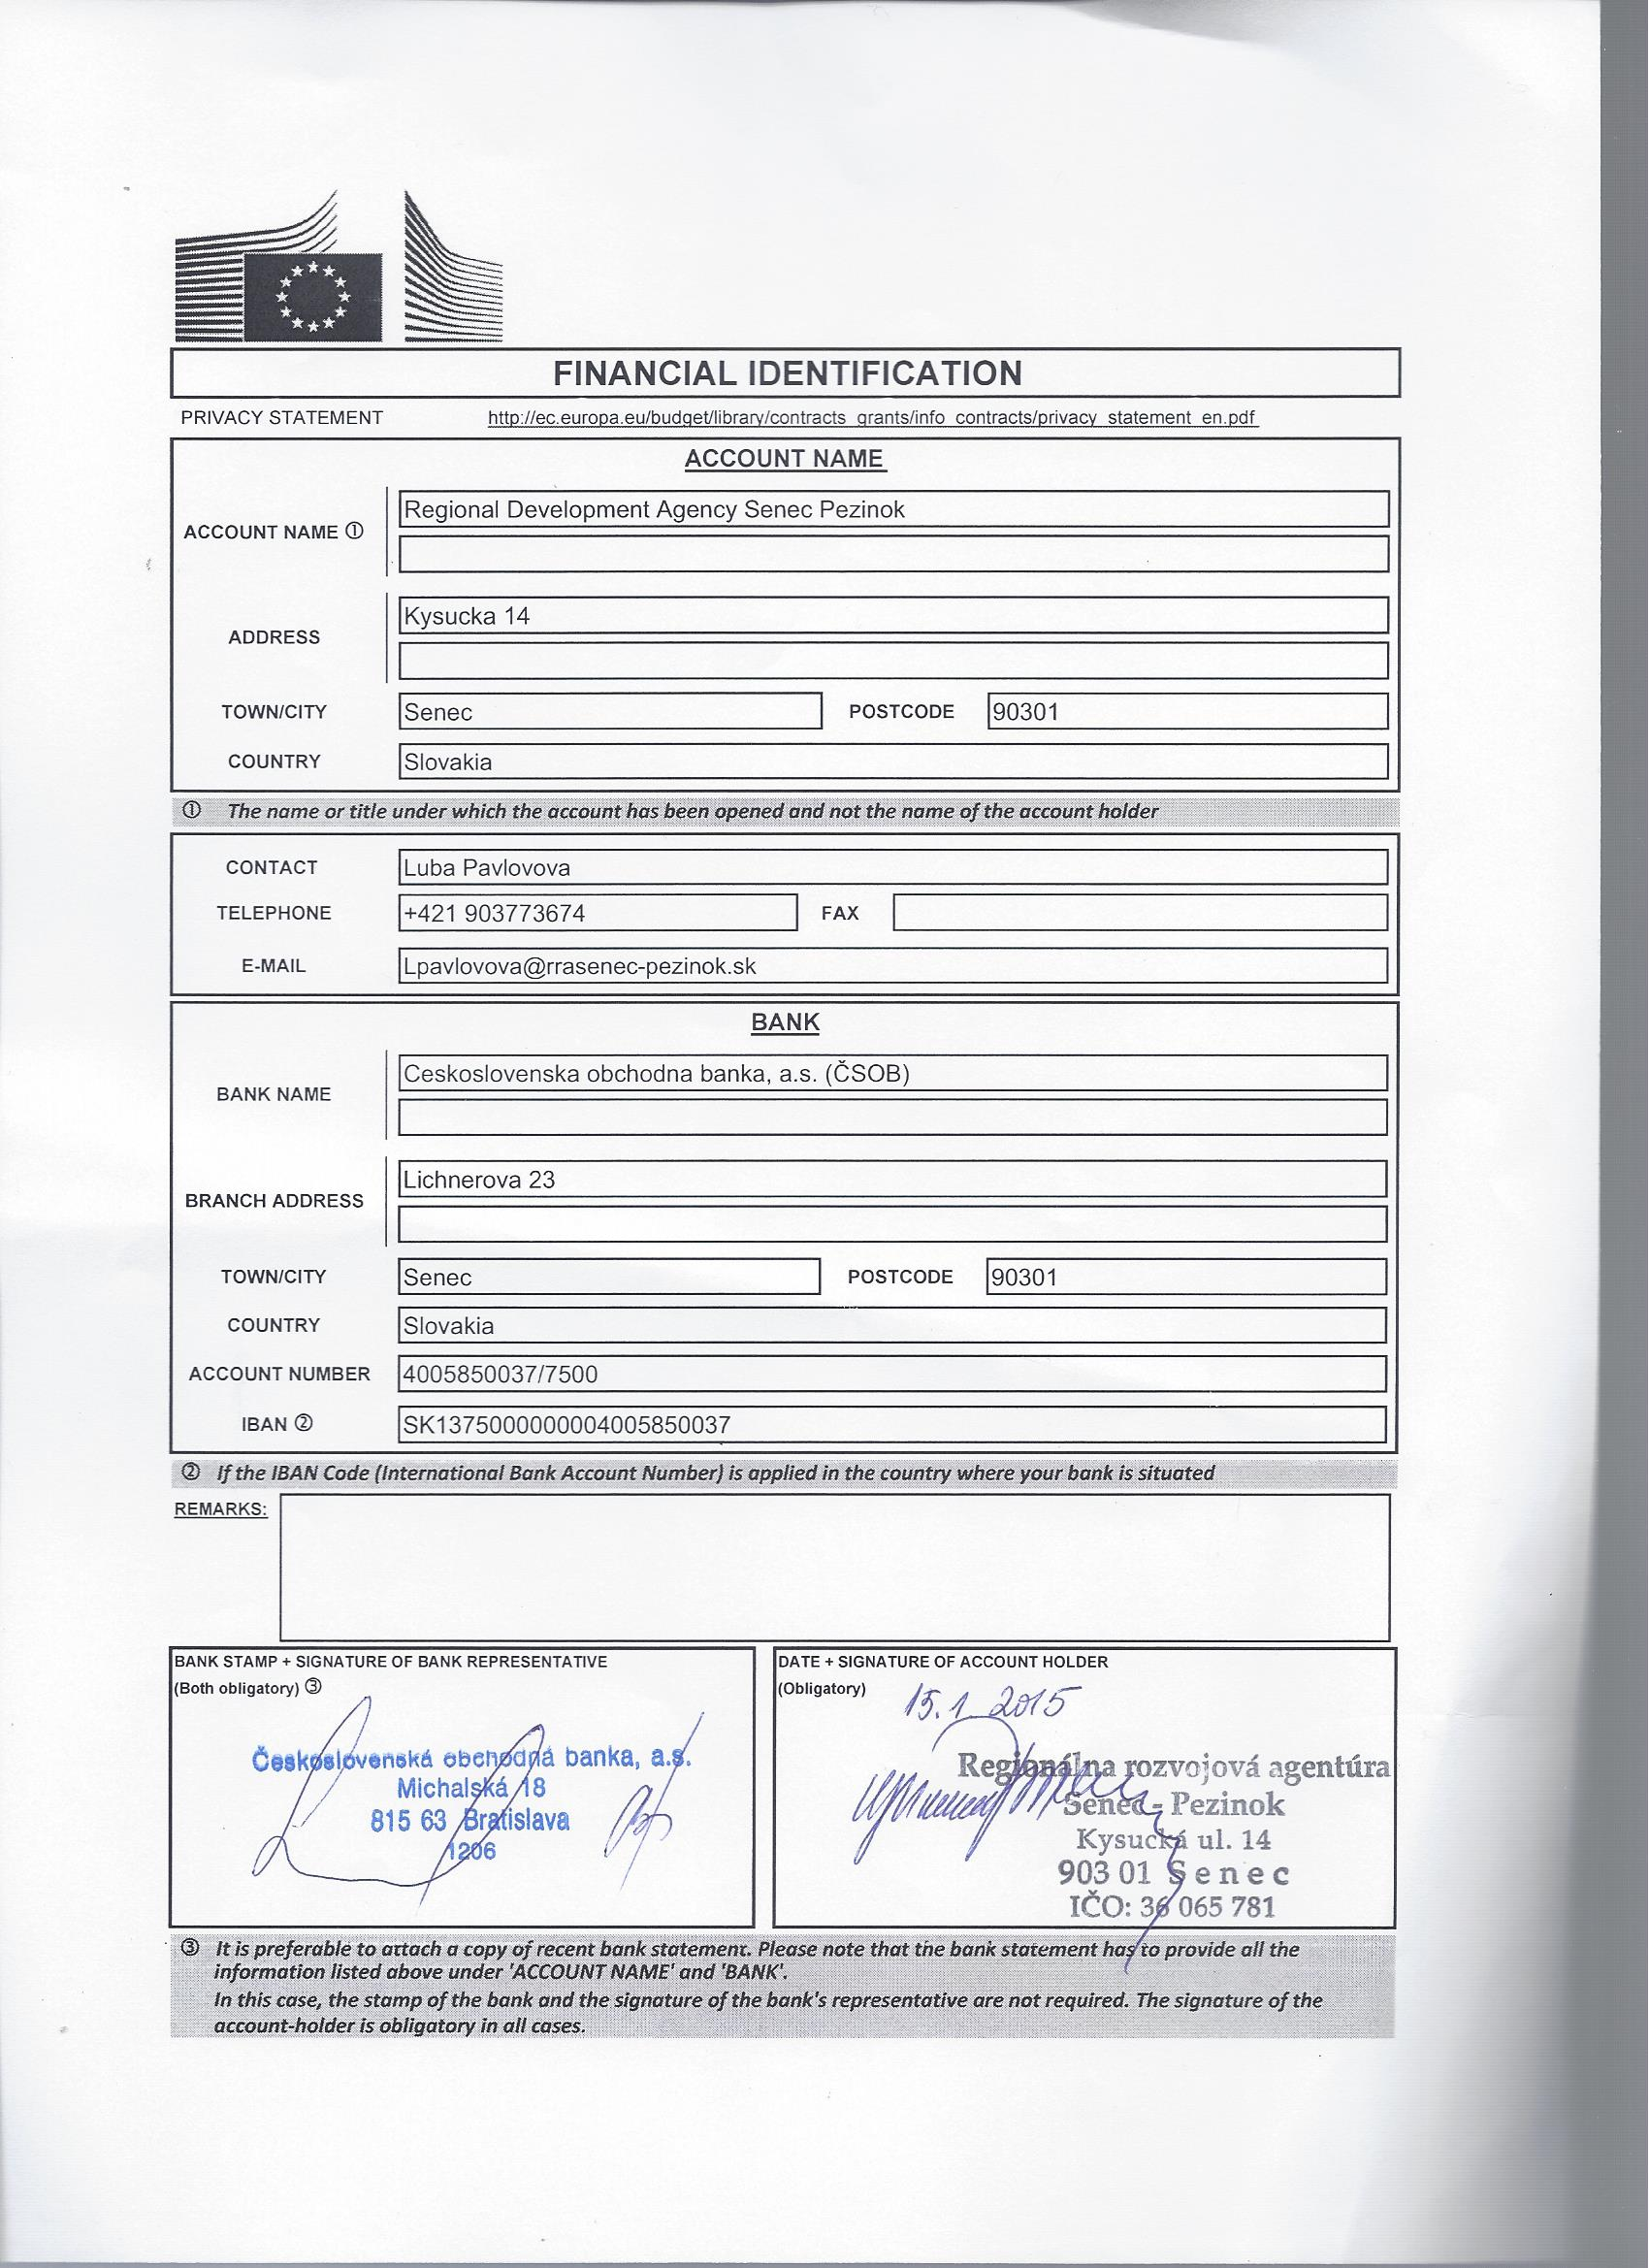 FINANCIAL IDENTIFICATION
PRIVACY STATEMENT http://ec.europa.eu/budget/library/contracts_grants/info_contracts/privacy_statement_en.pdf
ACCOUNT NAME
ACCOUNT NAME ① Regional Development Agency Senec Pezinok
ADDRESS Kysucka 14
TOWN/CITY Senec POSTCODE 90301
COUNTRY Slovakia
① The name or title under which the account has been opened and not the name of the account holder
CONTACT Luba Pavlovova
TELEPHONE +421 903773674 FAX
E-MAIL Lpavlovova@rrasenec-pezinok.sk
BANK
BANK NAME Ceskoslovenska obchodna banka, a.s. (ČSOB)
BRANCH ADDRESS Lichnerova 23
TOWN/CITY Senec POSTCODE 90301
COUNTRY Slovakia
ACCOUNT NUMBER 4005850037/7500
IBAN ② SK1375000000004005850037
② If the IBAN Code (International Bank Account Number) is applied in the country where your bank is situated
REMARKS:
BANK STAMP + SIGNATURE OF BANK REPRESENTATIVE
(Both obligatory) ③
Československá obchodná banka, a.s.
Michalská 18
815 63 Bratislava
1206
DATE + SIGNATURE OF ACCOUNT HOLDER
(Obligatory) 15.1.2015
Regionálna rozvojová agentúra
Senec - Pezinok
Kysucká ul. 14
903 01 Senec
IČO: 36 065 781
③ It is preferable to attach a copy of recent bank statement. Please note that the bank statement has to provide all the
information listed above under 'ACCOUNT NAME' and 'BANK'.
In this case, the stamp of the bank and the signature of the bank's representative are not required. The signature of the
account-holder is obligatory in all cases.